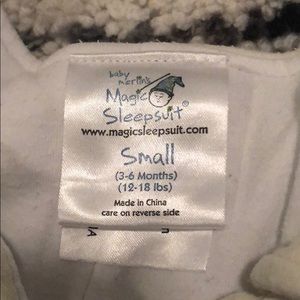 baby
merlin's
Magic
Sleepsuit
www.magicsleepsuit.com
Small
(3-6 Months)
(12-18 lbs)
Made in China
care on reverse side